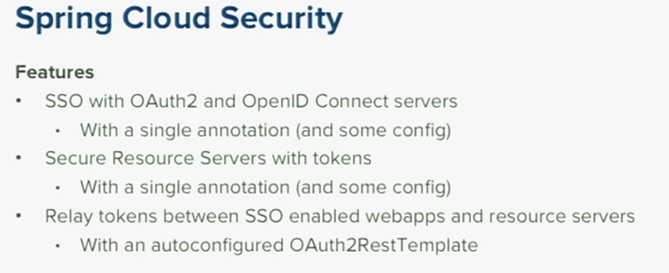 Spring Cloud Security
Features
• SSO with OAuth2 and OpenID Connect servers
• With a single annotation (and some config)
• Secure Resource Servers with tokens
• With a single annotation (and some config)
• Relay tokens between SSO enabled webapps and resource servers
• With an autoconfigured OAuth2RestTemplate